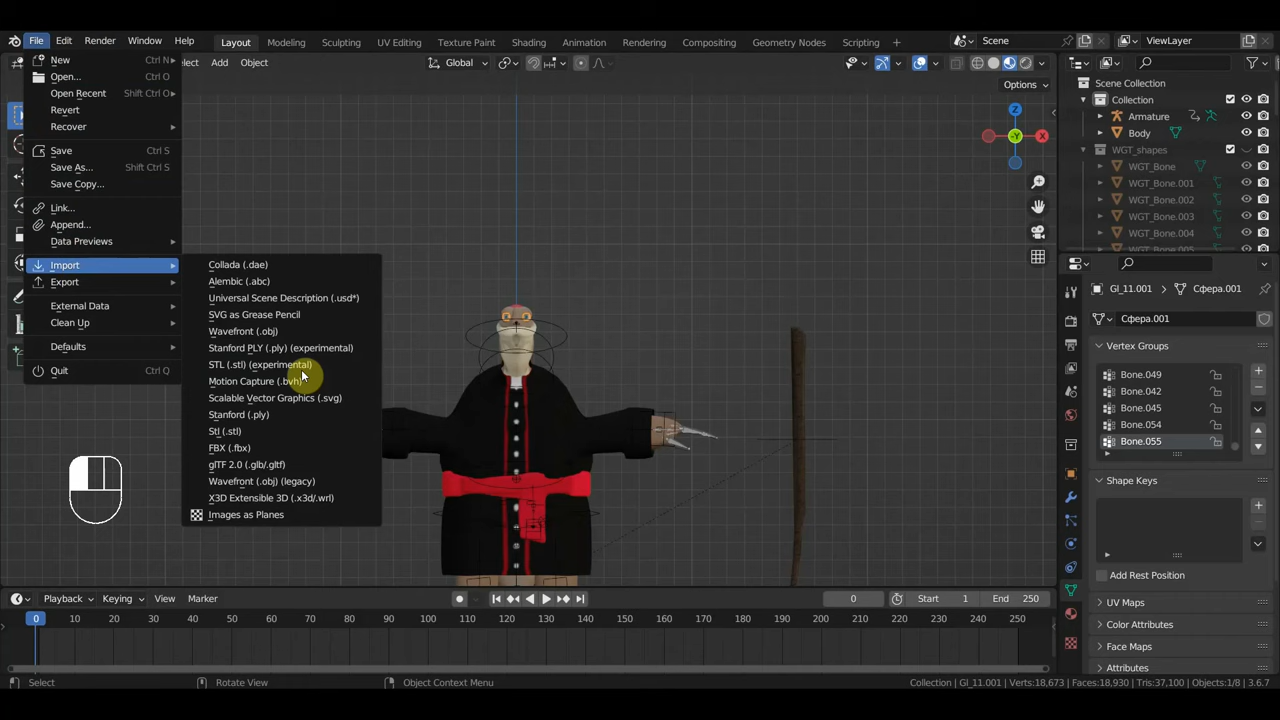 File Edit Render Window Help Layout Modeling Sculpting UV Editing Texture Paint Shading Animation Rendering Compositing Geometry Nodes Scripting + Scene ViewLayer
New Ctrl N
Open... Ctrl O
Open Recent Shift Ctrl O
Revert
Recover
Save Ctrl S
Save As... Shift Ctrl S
Save Copy...
Link...
Append...
Data Previews
Import
Export
External Data
Clean Up
Defaults
Quit Ctrl Q
Collada (.dae)
Alembic (.abc)
Universal Scene Description (.usd*)
SVG as Grease Pencil
Wavefront (.obj)
Stanford PLY (.ply) (experimental)
STL (.stl) (experimental)
Motion Capture (.bvh)
Scalable Vector Graphics (.svg)
Stanford (.ply)
Stl (.stl)
FBX (.fbx)
glTF 2.0 (.glb/.gltf)
Wavefront (.obj) (legacy)
X3D Extensible 3D (.x3d/.wrl)
Images as Planes
lect Add Object Global
Options
Z
-Y X
Scene Collection
Collection
Armature
Body
WGT_shapes
WGT_Bone
WGT_Bone.001
WGT_Bone.002
WGT_Bone.003
WGT_Bone.004
GI_11.001 Сфера.001
Сфера.001
Vertex Groups
Bone.049
Bone.045
Bone.054
Bone.055
Shape Keys
Add Rest Position
UV Maps
Color Attributes
Face Maps
Attributes
Playback Keying View Marker 0 Start 1 End 250
0 10 20 30 40 50 60 70 80 90 100 110 120 130 140 150 160 170 180 190 200 210 220 230 240 250
Select Rotate View Object Context Menu Collection | GI_11.001 | Verts:18,673 | Faces:18,930 | Tris:37,100 | Objects:1/8 | 3.6.7